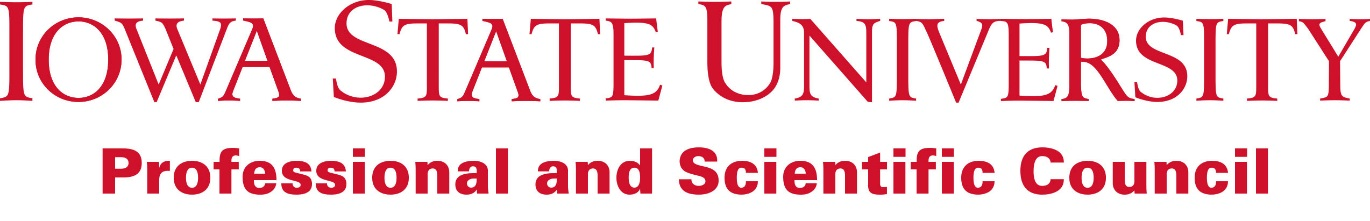 IOWA STATE UNIVERSITY
Professional and Scientific Council